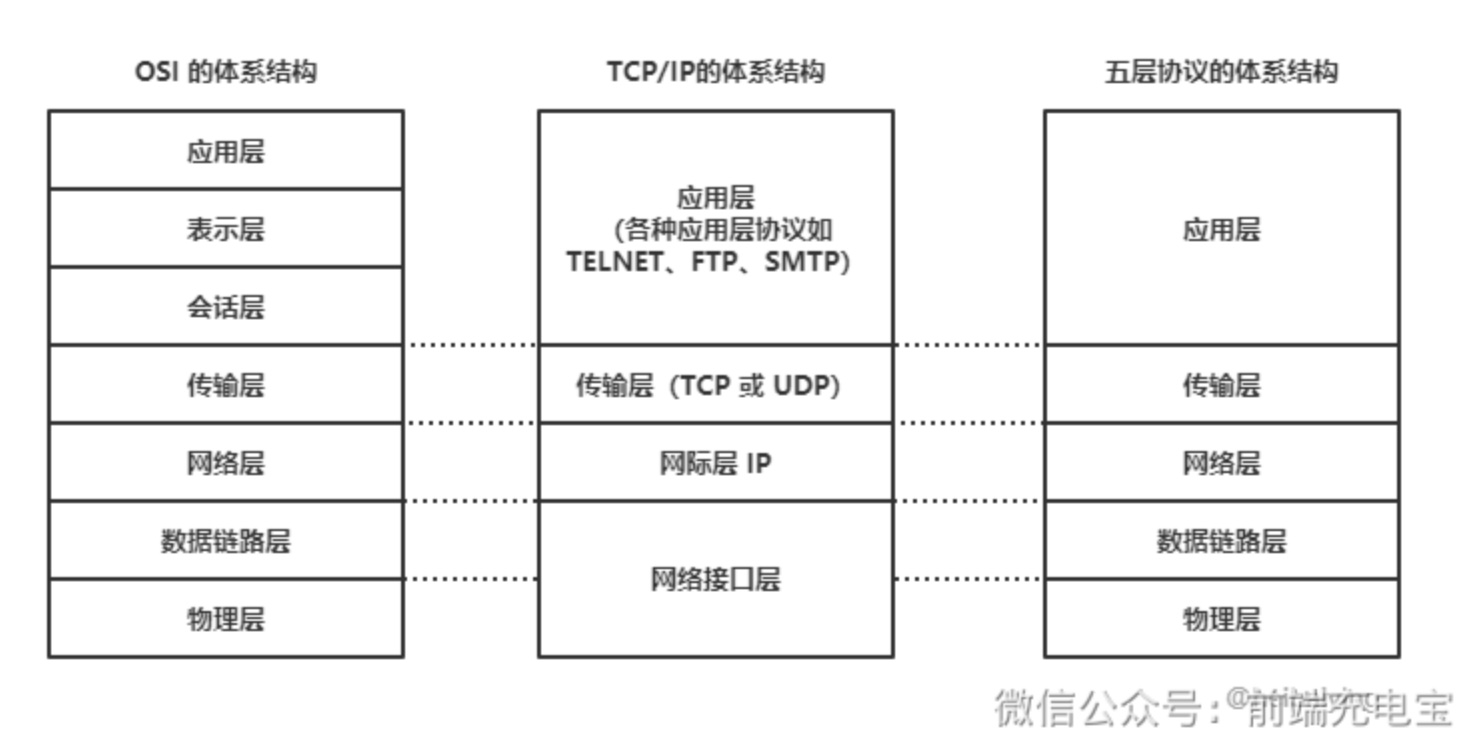 OSI 的体系结构
应用层
表示层
会话层
传输层
网络层
数据链路层
物理层
TCP/IP的体系结构
应用层
(各种应用层协议如
TELNET、FTP、SMTP)
传输层 (TCP 或 UDP)
网际层 IP
网络接口层
五层协议的体系结构
应用层
传输层
网络层
数据链路层
物理层
微信公众号：前端充电宝